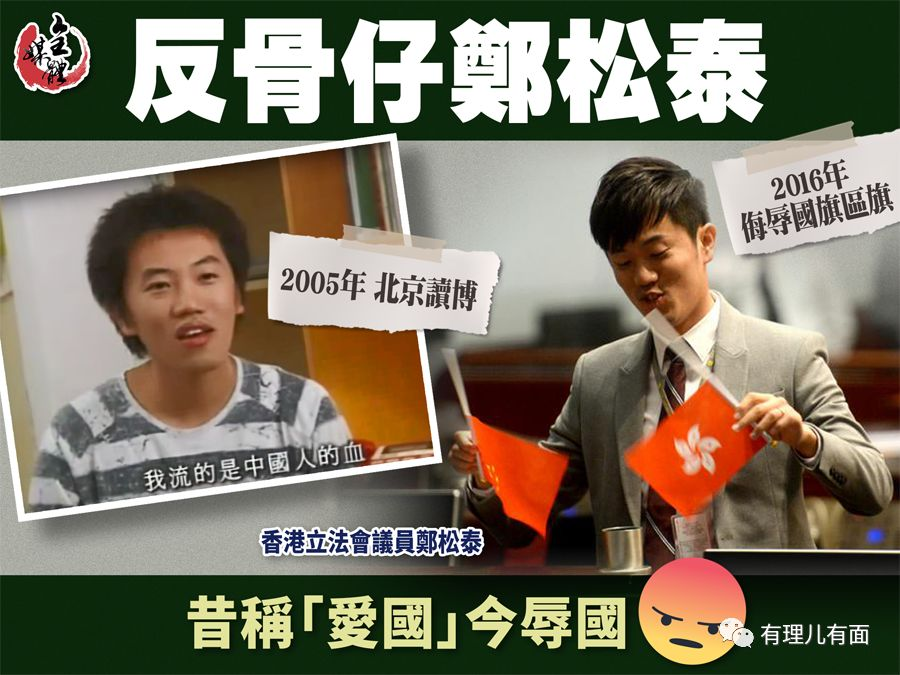 主
媒體
反骨仔鄭松泰
2016年
侮辱國旗區旗
2005年 北京讀博
我流的是中國人的血
香港立法會議員鄭松泰
昔稱「愛國」今辱國
有理儿有面